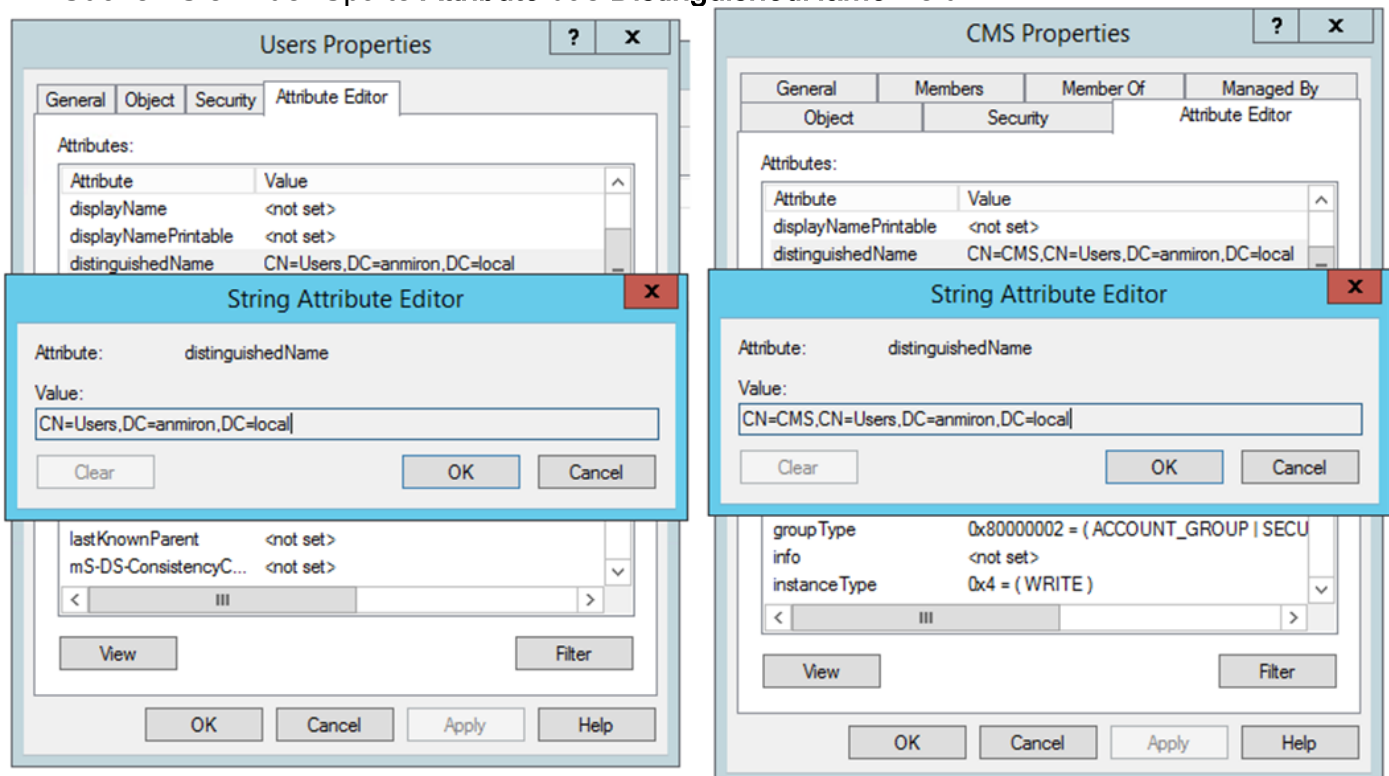 Users Properties
?
x
General
Object
Security
Attribute Editor
Attributes:
Attribute Value
displayName <not set>
displayNamePrintable <not set>
distinguishedName CN=Users,DC=anmiron,DC=local
String Attribute Editor
x
Attribute: distinguishedName
Value:
CN=Users,DC=anmiron,DC=local
Clear
OK
Cancel
lastKnownParent <not set>
mS-DS-ConsistencyC... <not set>
View
Filter
OK
Cancel
Apply
Help
CMS Properties
?
x
General
Members
Member Of
Managed By
Object
Security
Attribute Editor
Attributes:
Attribute Value
displayNamePrintable <not set>
distinguishedName CN=CMS,CN=Users,DC=anmiron,DC=local
String Attribute Editor
x
Attribute: distinguishedName
Value:
CN=CMS,CN=Users,DC=anmiron,DC=local
Clear
OK
Cancel
groupType 0x80000002 = ( ACCOUNT_GROUP | SECU
info <not set>
instanceType 0x4 = ( WRITE )
View
Filter
OK
Cancel
Apply
Help